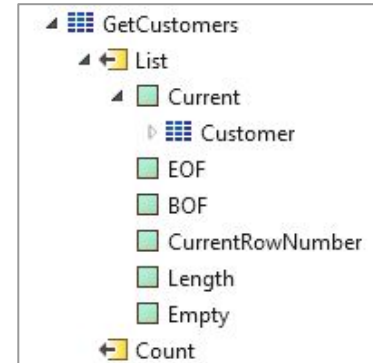 GetCustomers
List
Current
Customer
EOF
BOF
CurrentRowNumber
Length
Empty
Count